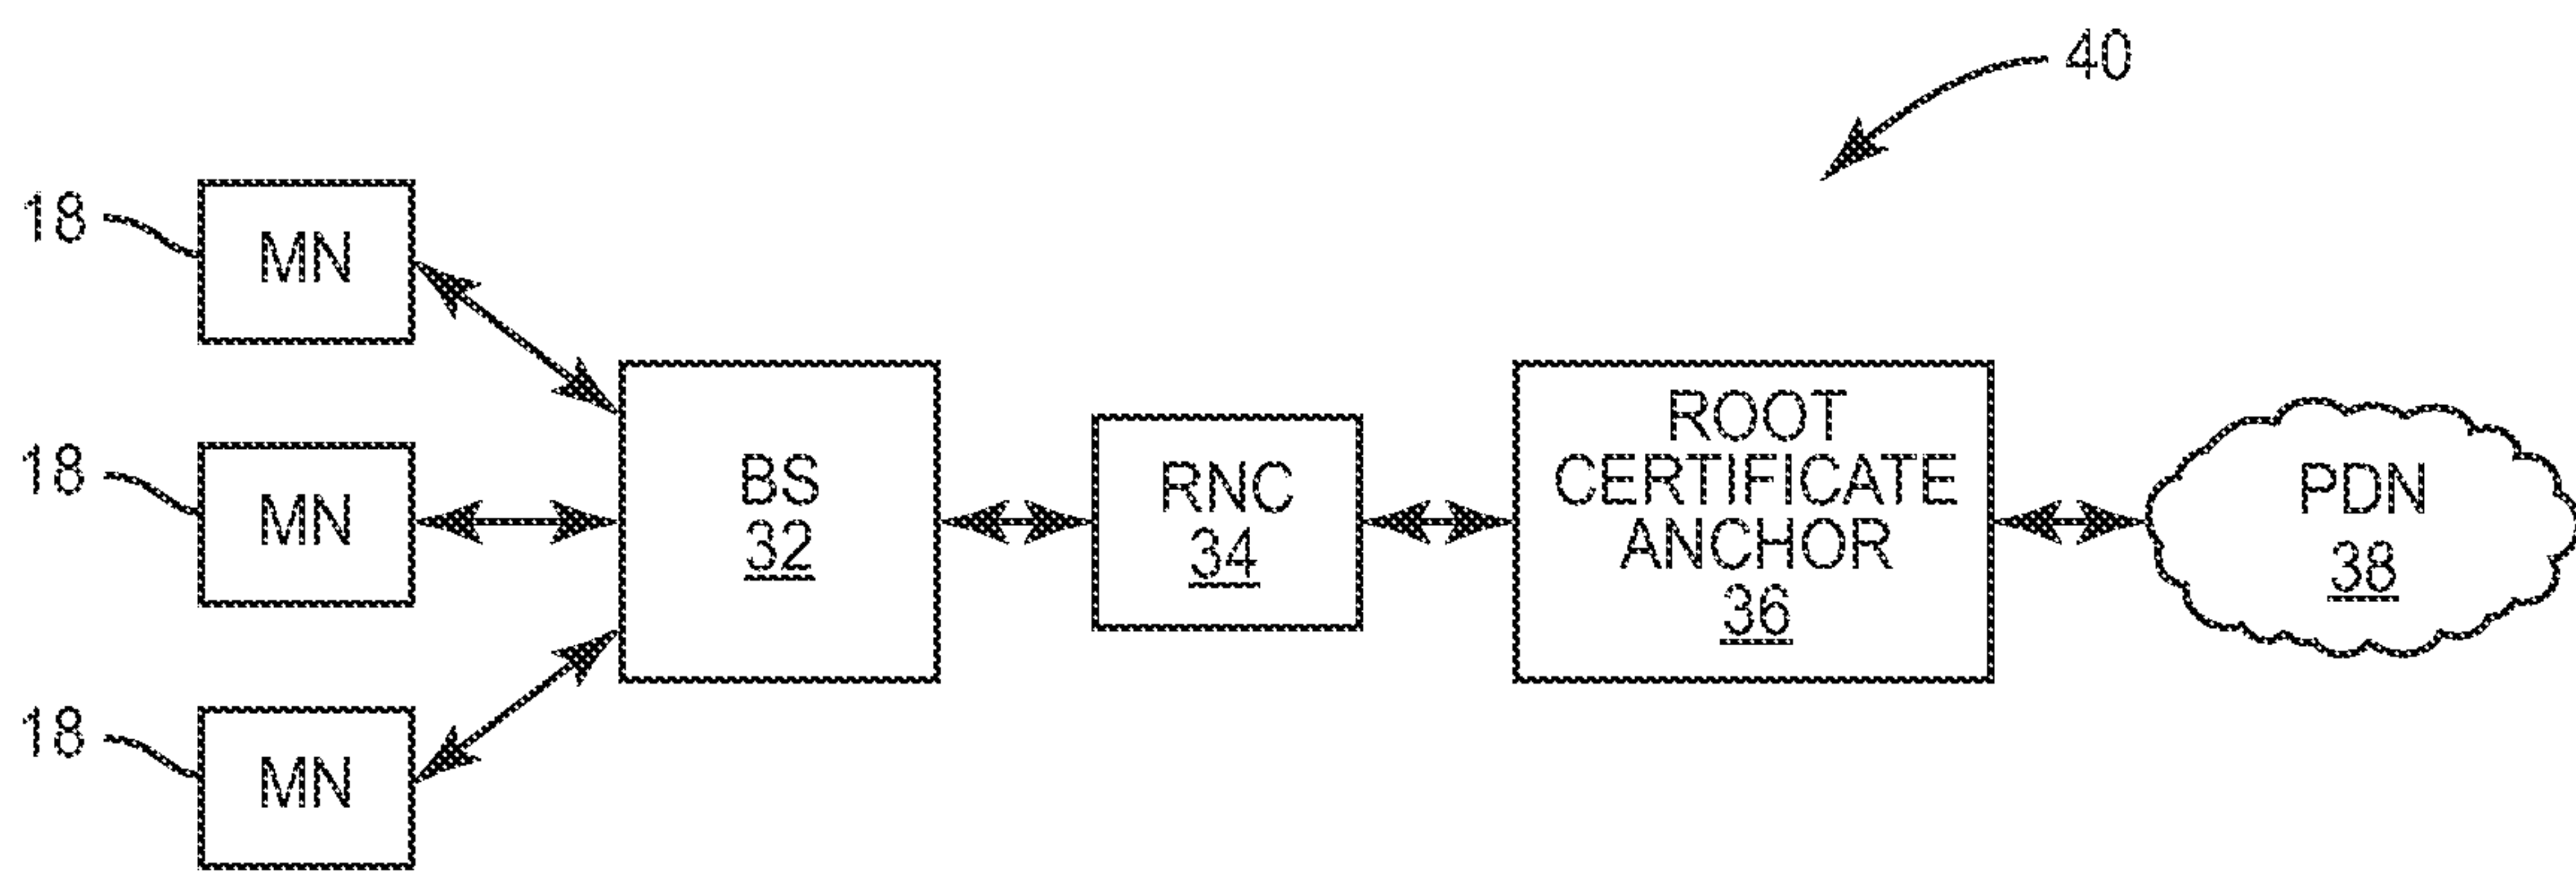 40
18
MN
18
MN
18
MN
BS
32
RNC
34
ROOT
CERTIFICATE
ANCHOR
36
PDN
38